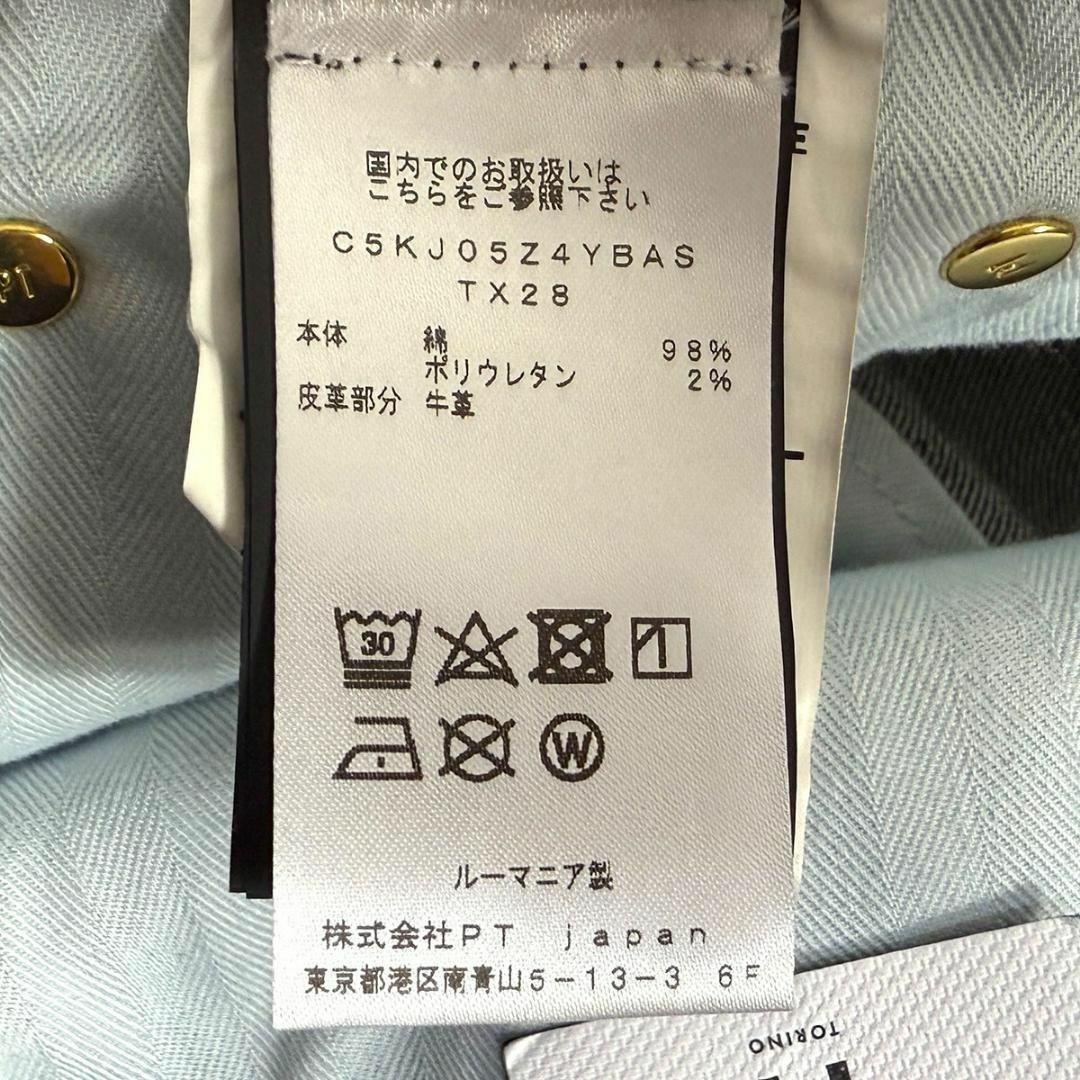 国内でのお取扱いは
こちらをご参照下さい
C5KJ05Z4YBAS
TX28
本体 綿 98%
ポリウレタン 2%
皮革部分 牛革
30
W
ルーマニア製
株式会社PT japan
東京都港区南青山5-13-3 6F
TORINO
PT